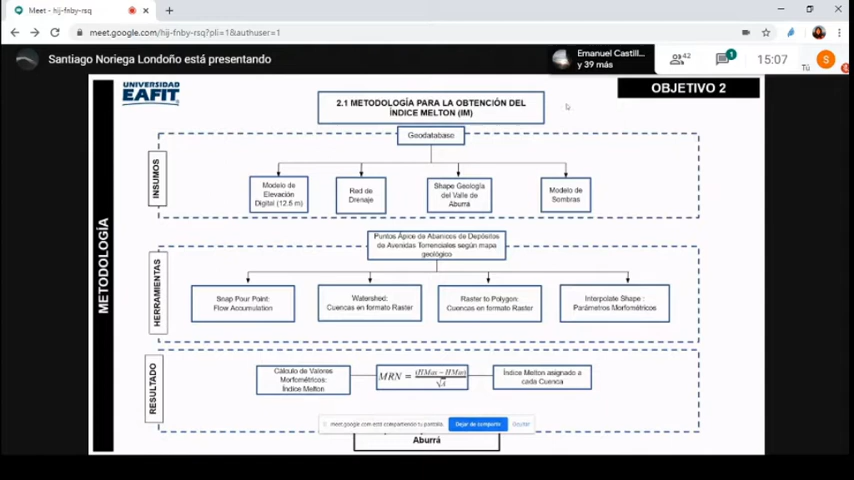 Meet - hij-fnby-rsq
meet.google.com/hij-fnby-rsq?pli=1&authuser=1
Santiago Noriega Londoño está presentando
Emanuel Castill...
y 39 más
42
1
15:07
Tú
S
UNIVERSIDAD
EAFIT
OBJETIVO 2
2.1 METODOLOGÍA PARA LA OBTENCIÓN DEL
ÍNDICE MELTON (IM)
METODOLOGÍA
INSUMOS
Geodatabase
Modelo de
Elevación
Digital (12.5 m)
Red de
Drenaje
Shape Geología
del Valle de
Aburrá
Modelo de
Sombras
HERRAMIENTAS
Puntos Ápice de Abanicos de Depósitos
de Avenidas Torrenciales según mapa
geológico
Snap Pour Point:
Flow Accumulation
Watershed:
Cuencas en formato Raster
Raster to Polygon:
Cuencas en formato Raster
Interpolate Shape :
Parámetros Morfométricos
RESULTADO
Cálculo de Valores
Morfométricos:
Índice Melton
MRN =
Índice Melton asignado a
cada Cuenca
meet.google.com está compartiendo tu pantalla.
Dejar de compartir
Ocultar
Aburrá